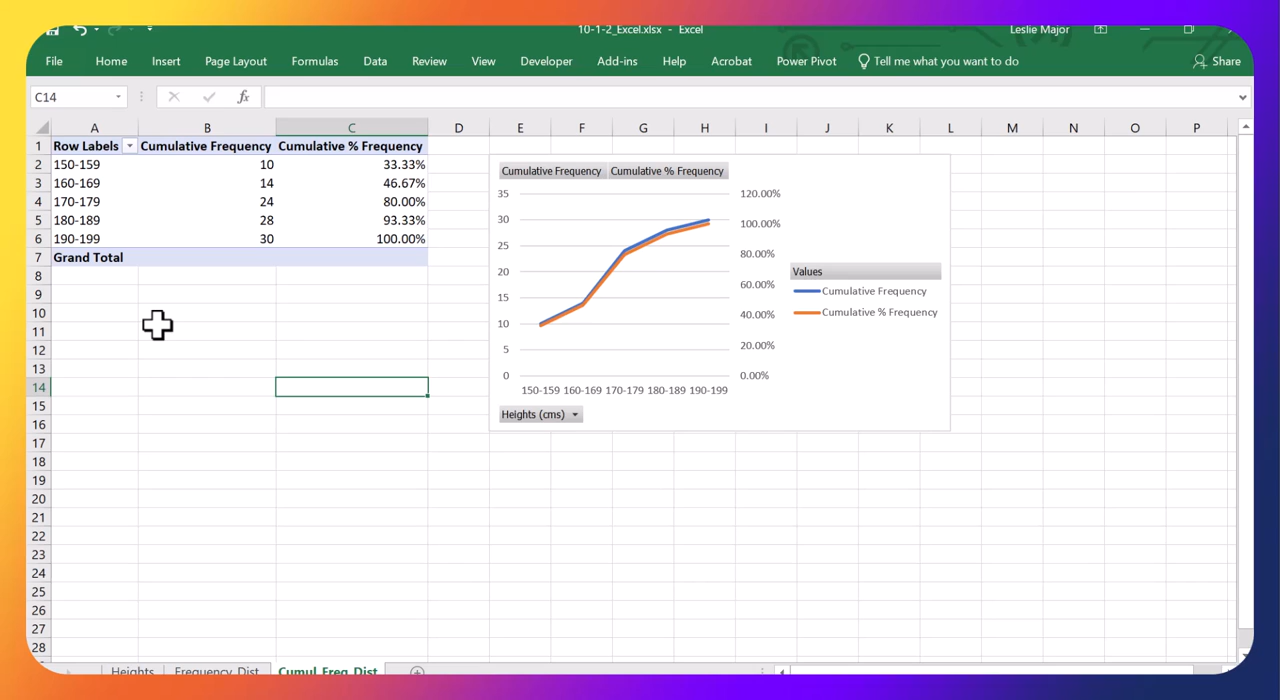 10-1-2_Excel.xlsx - Excel
Leslie Major
File Home Insert Page Layout Formulas Data Review View Developer Add-ins Help Acrobat Power Pivot Tell me what you want to do Share
C14 fx
A B C D E F G H I J K L M N O P
1 Row Labels Cumulative Frequency Cumulative % Frequency
2 150-159 10 33.33%
3 160-169 14 46.67%
4 170-179 24 80.00%
5 180-189 28 93.33%
6 190-199 30 100.00%
7 Grand Total
8
9
10
11
12
13
14
15
16
17
18
19
20
21
22
23
24
25
26
27
28
Cumulative Frequency Cumulative % Frequency
35 120.00%
30 100.00%
25 80.00%
20 60.00%
15 40.00%
10 20.00%
5 0.00%
0
150-159 160-169 170-179 180-189 190-199
Heights (cms)
Values
Cumulative Frequency
Cumulative % Frequency
Heights Frequency_Dist Cumul_Freq_Dist